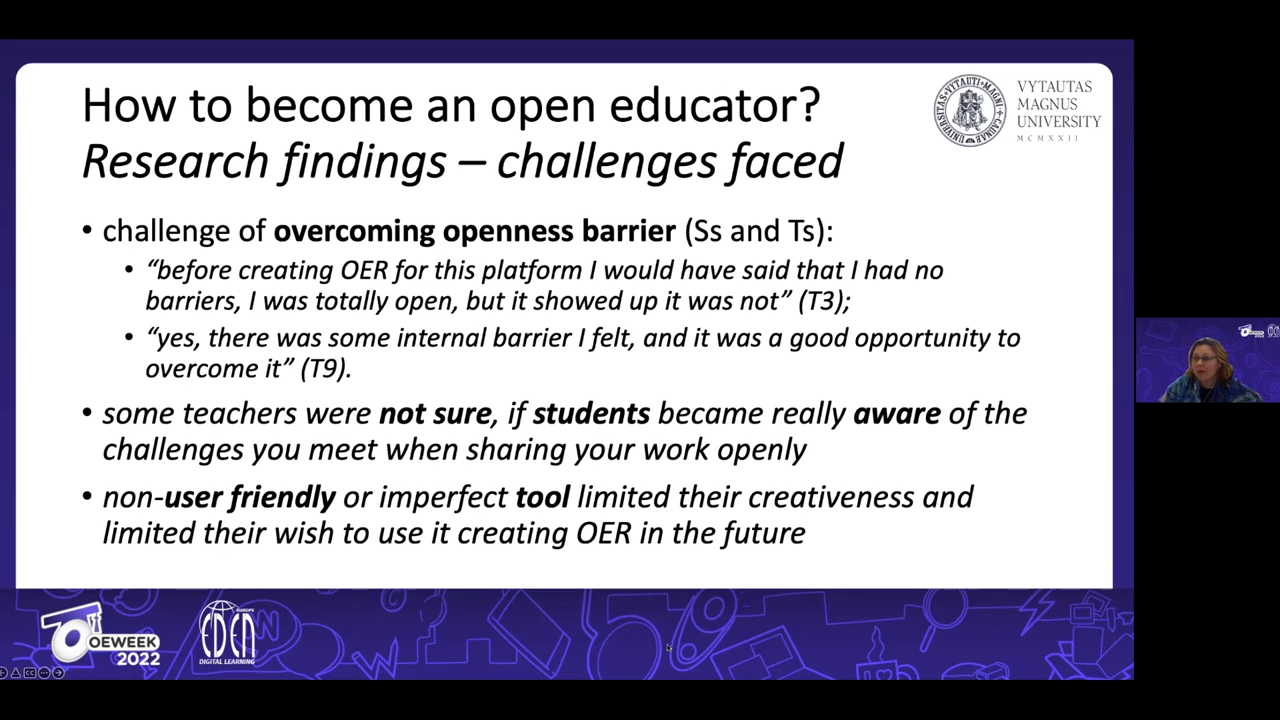 How to become an open educator?
Research findings – challenges faced
VYTAUTAS
MAGNUS
UNIVERSITY
MCMXXII
• challenge of overcoming openness barrier (Ss and Ts):
• “before creating OER for this platform I would have said that I had no
barriers, I was totally open, but it showed up it was not” (T3);
• “yes, there was some internal barrier I felt, and it was a good opportunity to
overcome it” (T9).
• some teachers were not sure, if students became really aware of the
challenges you meet when sharing your work openly
• non-user friendly or imperfect tool limited their creativeness and
limited their wish to use it creating OER in the future
OEWEEK
2022
EUROPE
EDEN
DIGITAL LEARNING